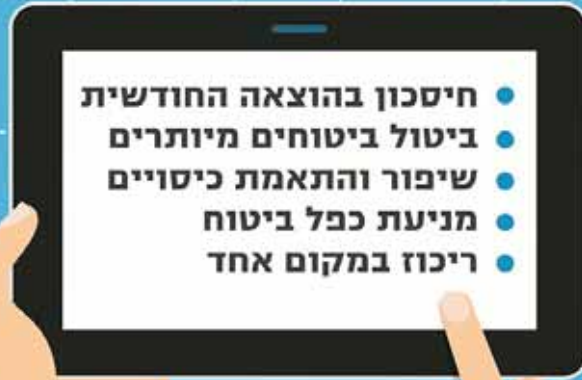 • חיסכון בהוצאה החודשית
• ביטול ביטוחים מיותרים
• שיפור והתאמת כיסויים
• מניעת כפל ביטוח
• ריכוז במקום אחד